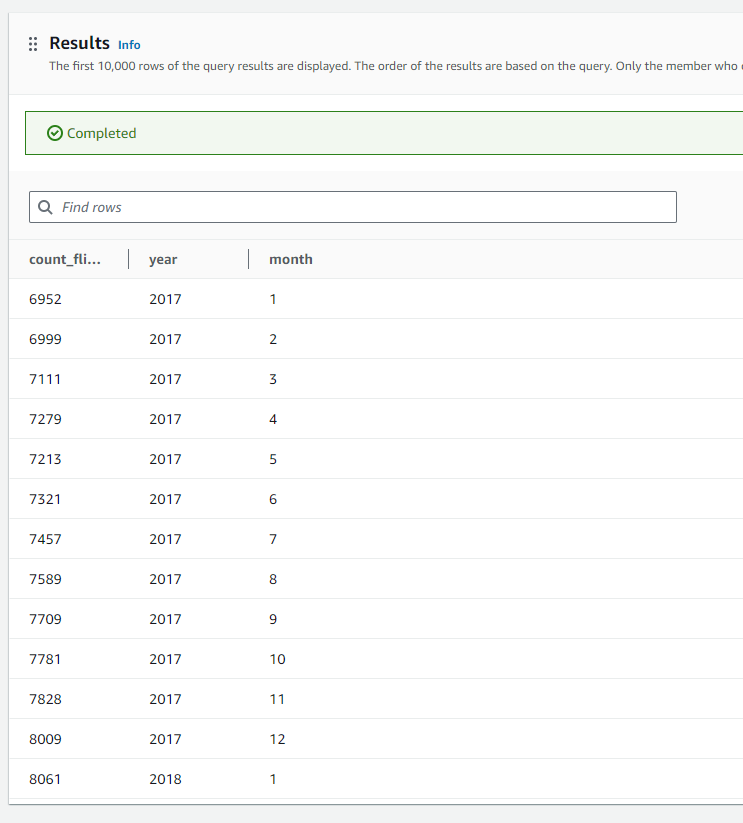 Results Info
The first 10,000 rows of the query results are displayed. The order of the results are based on the query. Only the member who
Completed
Find rows
count_fli... year month
6952 2017 1
6999 2017 2
7111 2017 3
7279 2017 4
7213 2017 5
7321 2017 6
7457 2017 7
7589 2017 8
7709 2017 9
7781 2017 10
7828 2017 11
8009 2017 12
8061 2018 1